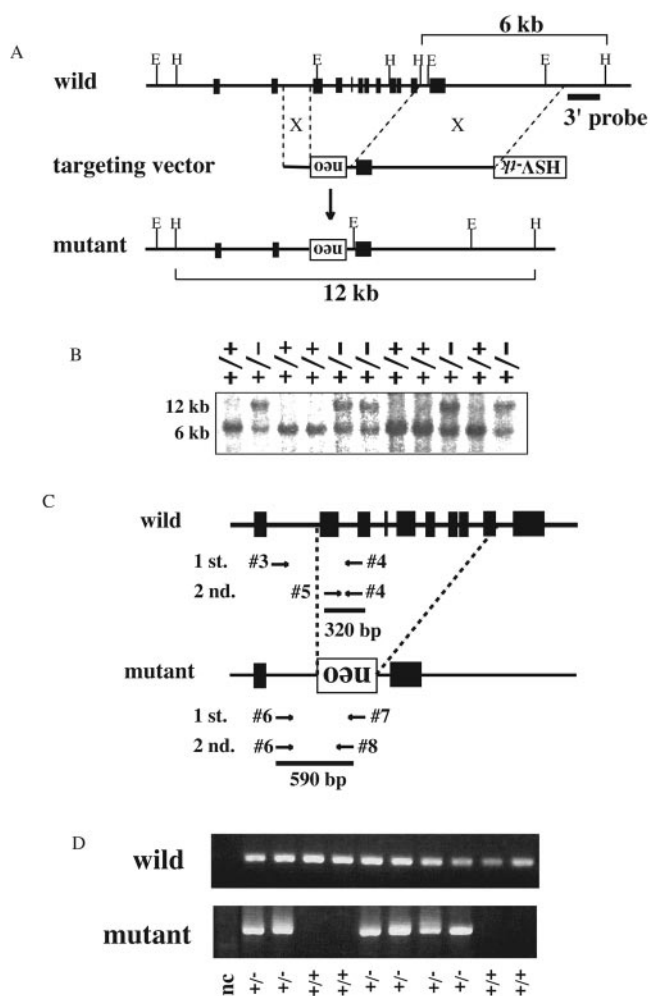 A
6 kb
E H E H H E E H
wild
3' probe
X X
targeting vector
neo HSV-tk
E H E E H
mutant
neo
12 kb
B
+/+ -/+ +/+ +/+ -/+ -/+ +/+ +/+ -/+ +/+ -/+
12 kb
6 kb
C
wild
1 st. #3 #4
2 nd. #5 #4
320 bp
mutant
neo
1 st. #6 #7
2 nd. #6 #8
590 bp
D
wild
mutant
nc +/- +/- +/+ +/+ +/- +/- +/- +/- +/+ +/+